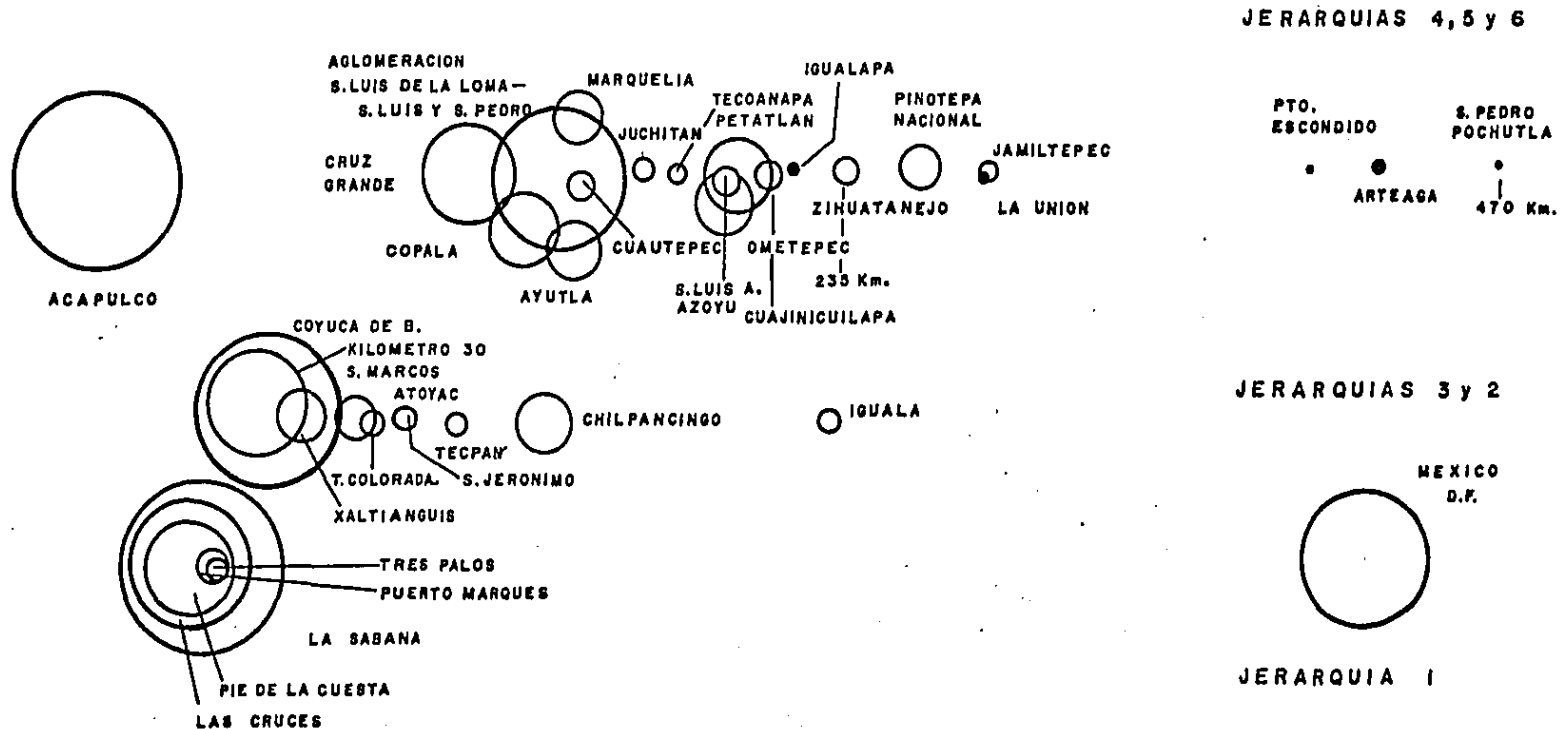 JERARQUIAS 4, 5 y 6
AGLOMERACION
S.LUIS DE LA LOMA—
S.LUIS Y S. PEDRO
MARQUELIA
IGUALAPA
TECOANAPA
PETATLAN
PINOTEPA
NACIONAL
PTO.
ESCONDIDO
S. PEDRO
POCHUTLA
JUCHITAN
JAMILTEPEC
CRUZ
GRANDE
ARTEAGA
470 Km.
ZIHUATANEJO
LA UNION
COPALA
CUAUTEPEC
OMETEPEC
235 Km.
ACAPULCO
AYUTLA
S.LUIS A.
AZOYU
CUAJINICUILAPA
COYUCA DE B.
KILOMETRO 30
S. MARCOS
ATOYAC
JERARQUIAS 3 y 2
CHILPANCINGO
IGUALA
TECPAN
T. COLORADA.
S. JERONIMO
XALTIANGUIS
MEXICO
D.F.
TRES PALOS
PUERTO MARQUES
LA SABANA
JERARQUIA 1
PIE DE LA CUESTA
LAS CRUCES